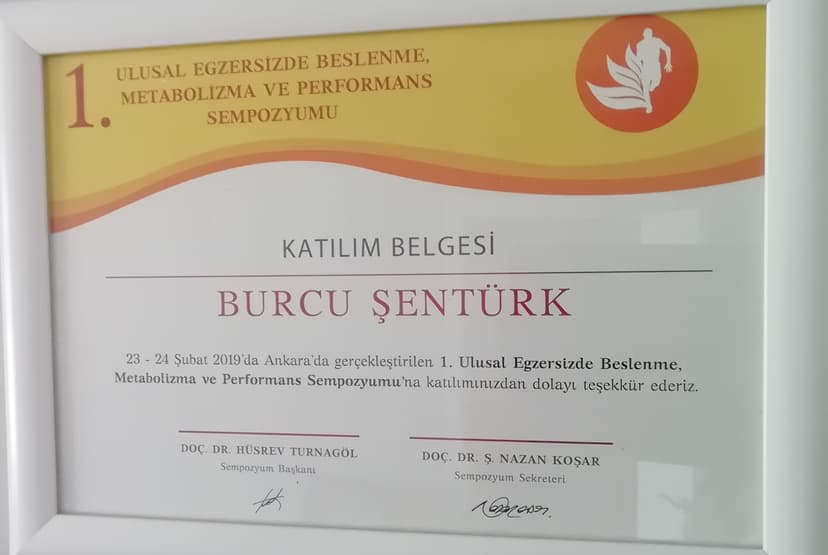 1. ULUSAL EGZERSİZDE BESLENME,
METABOLİZMA VE PERFORMANS
SEMPOZYUMU
KATILIM BELGESİ
BURCU ŞENTÜRK
23 - 24 Şubat 2019'da Ankara'da gerçekleştirilen 1. Ulusal Egzersizde Beslenme,
Metabolizma ve Performans Sempozyumu'na katılımınızdan dolayı teşekkür ederiz.
DOÇ. DR. HÜSREV TURNAGÖL
Sempozyum Başkanı
DOÇ. DR. Ş. NAZAN KOŞAR
Sempozyum Sekreteri